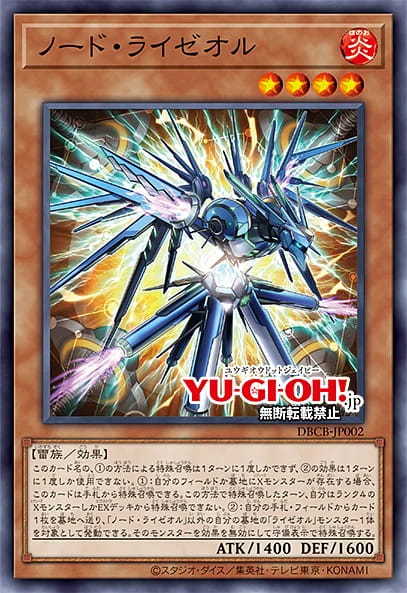 ノード・ライゼオル
ほのお
炎
ユウギオウドットジェイピー
YU-GI-OH!.jp
無断転載禁止
DBCB-JP002
【雷族/効果】
このカード名の、①の方法による特殊召喚は1ターンに1度しかできず、②の効果は1ターン
に1度しか使用できない。①:自分のフィールドか墓地にXモンスターが存在する場合、
このカードは手札から特殊召喚できる。この方法で特殊召喚したターン、自分はランク4の
XモンスターしかEXデッキから特殊召喚できない。②:自分の手札・フィールドからカード
1枚を墓地へ送り、「ノード・ライゼオル」以外の自分の墓地の「ライゼオル」モンスター1体
を対象として発動できる。そのモンスターを効果を無効にして守備表示で特殊召喚する。
ATK/1400 DEF/1600
©スタジオ・ダイス/集英社・テレビ東京・KONAMI